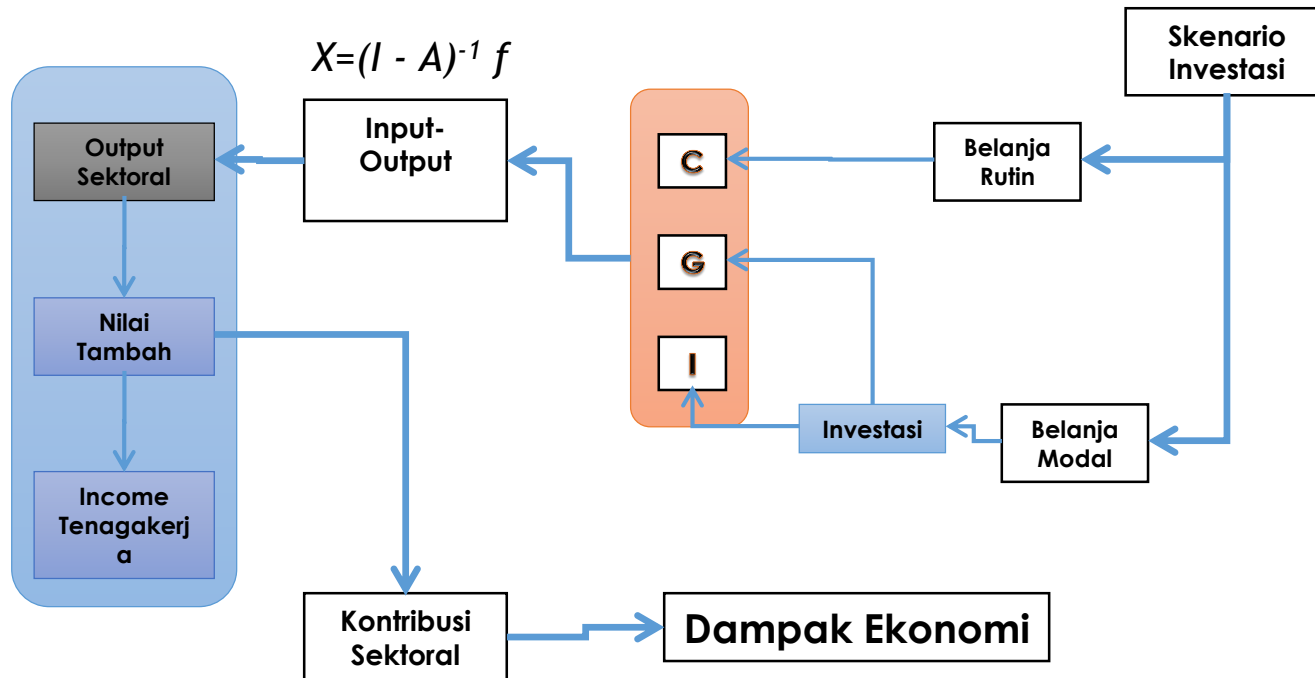 Skenario
Investasi
X=(I - A)⁻¹ f
Input-
Output
Output
Sektoral
C
Belanja
Rutin
G
Nilai
Tambah
I
Investasi
Belanja
Modal
Income
Tenagakerj
a
Kontribusi
Sektoral
Dampak Ekonomi